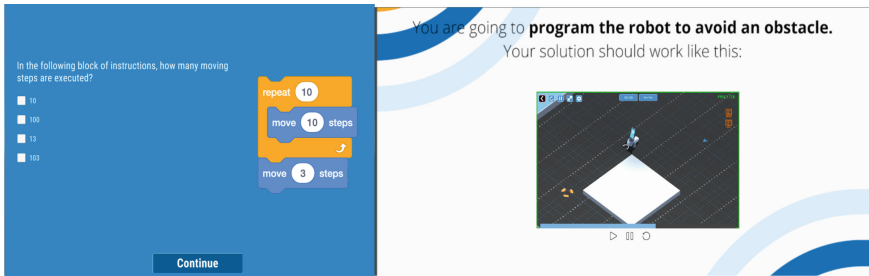 In the following block of instructions, how many moving
steps are executed?
10
100
13
103
repeat 10
move 10 steps
move 3 steps
Continue
You are going to program the robot to avoid an obstacle.
Your solution should work like this: